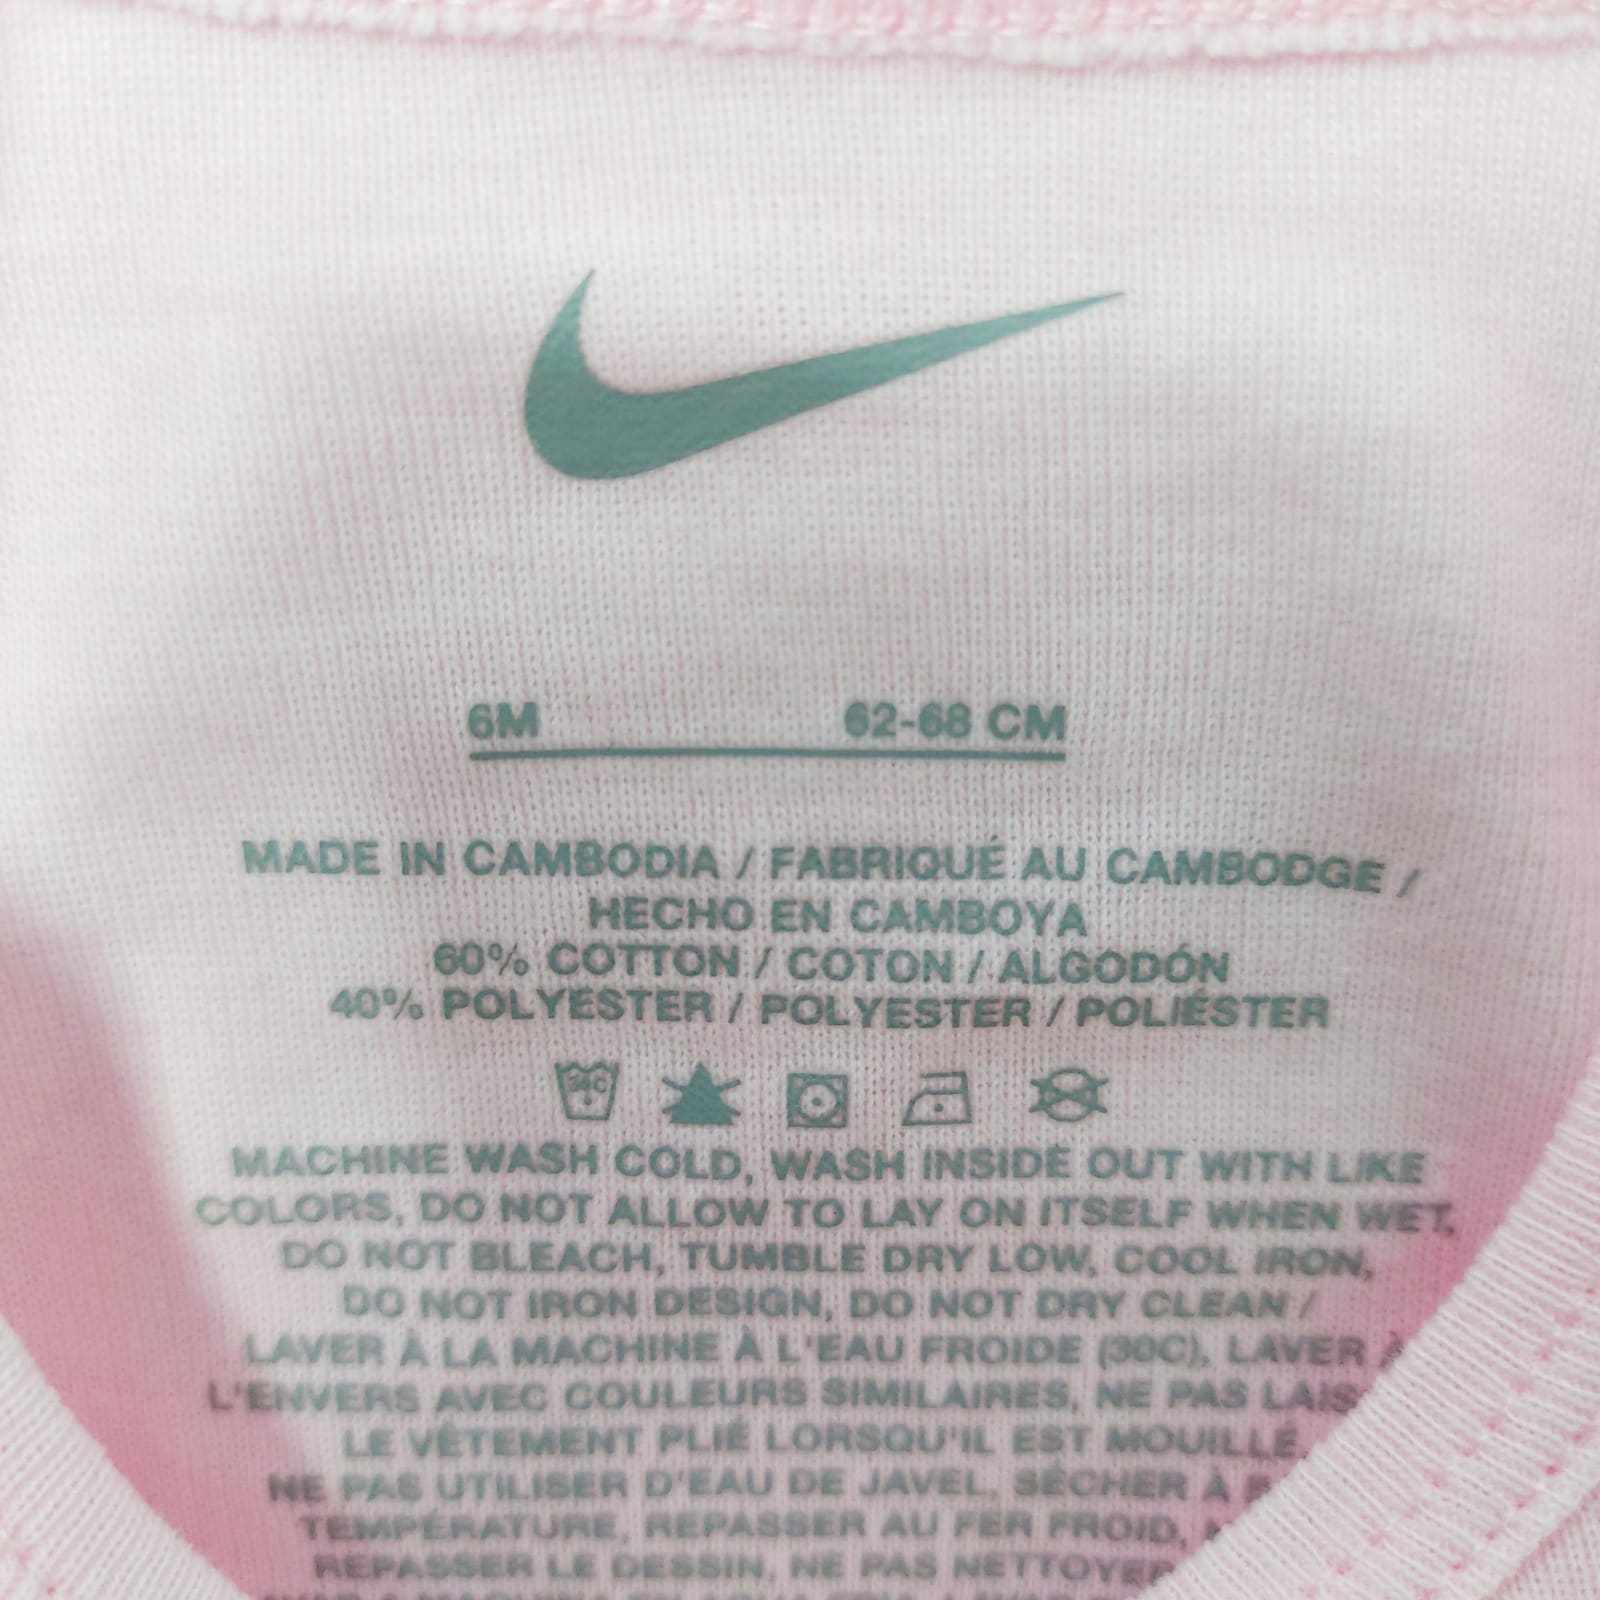 6M 62-68 CM
MADE IN CAMBODIA / FABRIQUÉ AU CAMBODGE /
HECHO EN CAMBOYA
60% COTTON / COTON / ALGODÓN
40% POLYESTER / POLYESTER / POLIÉSTER
MACHINE WASH COLD, WASH INSIDE OUT WITH LIKE
COLORS, DO NOT ALLOW TO LAY ON ITSELF WHEN WET,
DO NOT BLEACH, TUMBLE DRY LOW, COOL IRON,
DO NOT IRON DESIGN, DO NOT DRY CLEAN /
LAVER À LA MACHINE À L'EAU FROIDE (30C), LAVER À
L'ENVERS AVEC COULEURS SIMILAIRES, NE PAS
LE VÊTEMENT PLIÉ LORSQU'IL EST MOUILLÉ,
NE PAS UTILISER D'EAU DE JAVEL, SÉCHER À
TEMPÉRATURE, REPASSER AU FER FROID,
REPASSER LE DESSIN, NE PAS NETTOYER